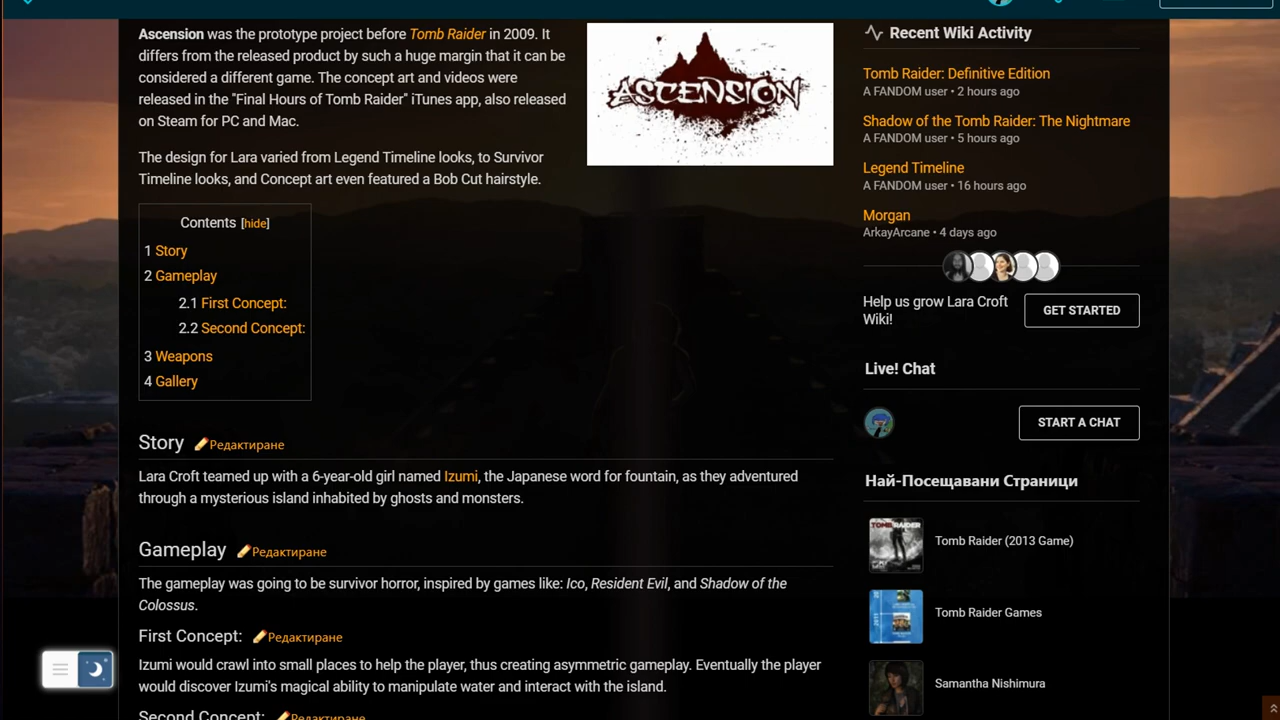 Ascension was the prototype project before Tomb Raider in 2009. It
differs from the released product by such a huge margin that it can be
considered a different game. The concept art and videos were
released in the "Final Hours of Tomb Raider" iTunes app, also released
on Steam for PC and Mac.
The design for Lara varied from Legend Timeline looks, to Survivor
Timeline looks, and Concept art even featured a Bob Cut hairstyle.
ASCENSION
Contents [hide]
1 Story
2 Gameplay
2.1 First Concept:
2.2 Second Concept:
3 Weapons
4 Gallery
Story Редактиране
Lara Croft teamed up with a 6-year-old girl named Izumi, the Japanese word for fountain, as they adventured
through a mysterious island inhabited by ghosts and monsters.
Gameplay Редактиране
The gameplay was going to be survivor horror, inspired by games like: Ico, Resident Evil, and Shadow of the
Colossus.
First Concept: Редактиране
Izumi would crawl into small places to help the player, thus creating asymmetric gameplay. Eventually the player
would discover Izumi's magical ability to manipulate water and interact with the island.
Second Concept: Редактиране
Recent Wiki Activity
Tomb Raider: Definitive Edition
A FANDOM user • 2 hours ago
Shadow of the Tomb Raider: The Nightmare
A FANDOM user • 5 hours ago
Legend Timeline
A FANDOM user • 16 hours ago
Morgan
ArkayArcane • 4 days ago
Help us grow Lara Croft
Wiki!
GET STARTED
Live! Chat
START A CHAT
Най-Посещавани Страници
TOMB RAIDER
Tomb Raider (2013 Game)
Tomb Raider Games
Samantha Nishimura